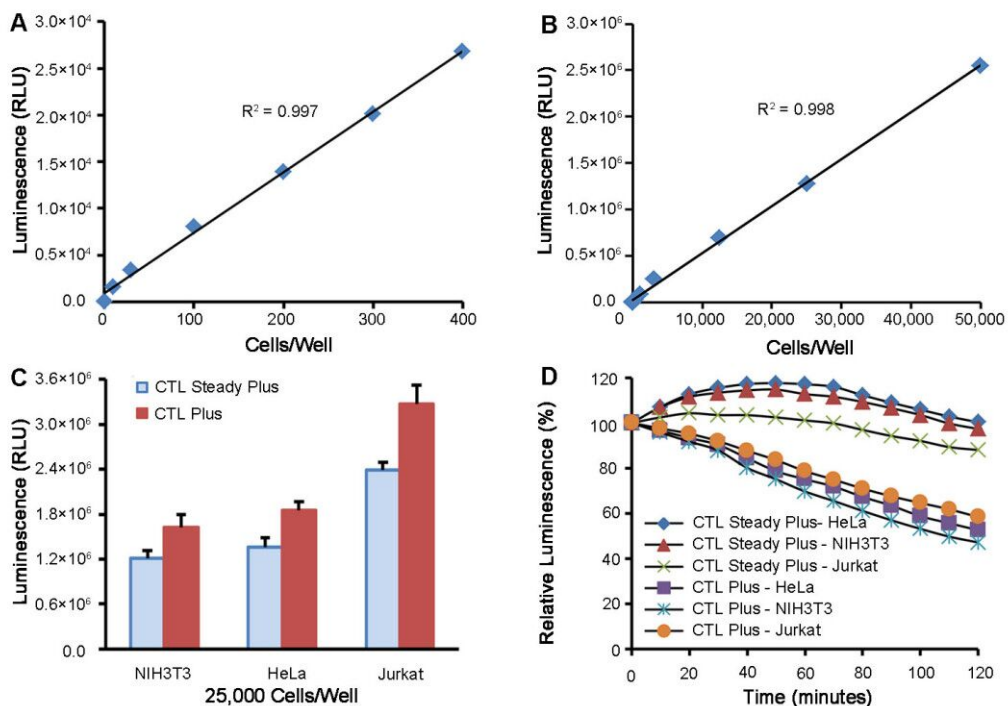 A
3.0×10⁴
2.5×10⁴
2.0×10⁴
1.5×10⁴
1.0×10⁴
0.5×10⁴
0.0
Luminescence (RLU)
R² = 0.997
0
100
200
300
400
Cells/Well
B
3.0×10⁶
2.5×10⁶
2.0×10⁶
1.5×10⁶
1.0×10⁶
0.5×10⁶
0.0
Luminescence (RLU)
R² = 0.998
0
10,000
20,000
30,000
40,000
50,000
Cells/Well
C
3.6×10⁶
3.0×10⁶
2.4×10⁶
1.8×10⁶
1.2×10⁶
0.6×10⁶
0.0
Luminescence (RLU)
CTL Steady Plus
CTL Plus
NIH3T3
HeLa
Jurkat
25,000 Cells/Well
D
120
100
80
60
40
20
0
Relative Luminescence (%)
CTL Steady Plus- HeLa
CTL Steady Plus - NIH3T3
CTL Steady Plus - Jurkat
CTL Plus - HeLa
CTL Plus - NIH3T3
CTL Plus - Jurkat
0
20
40
60
80
100
120
Time (minutes)